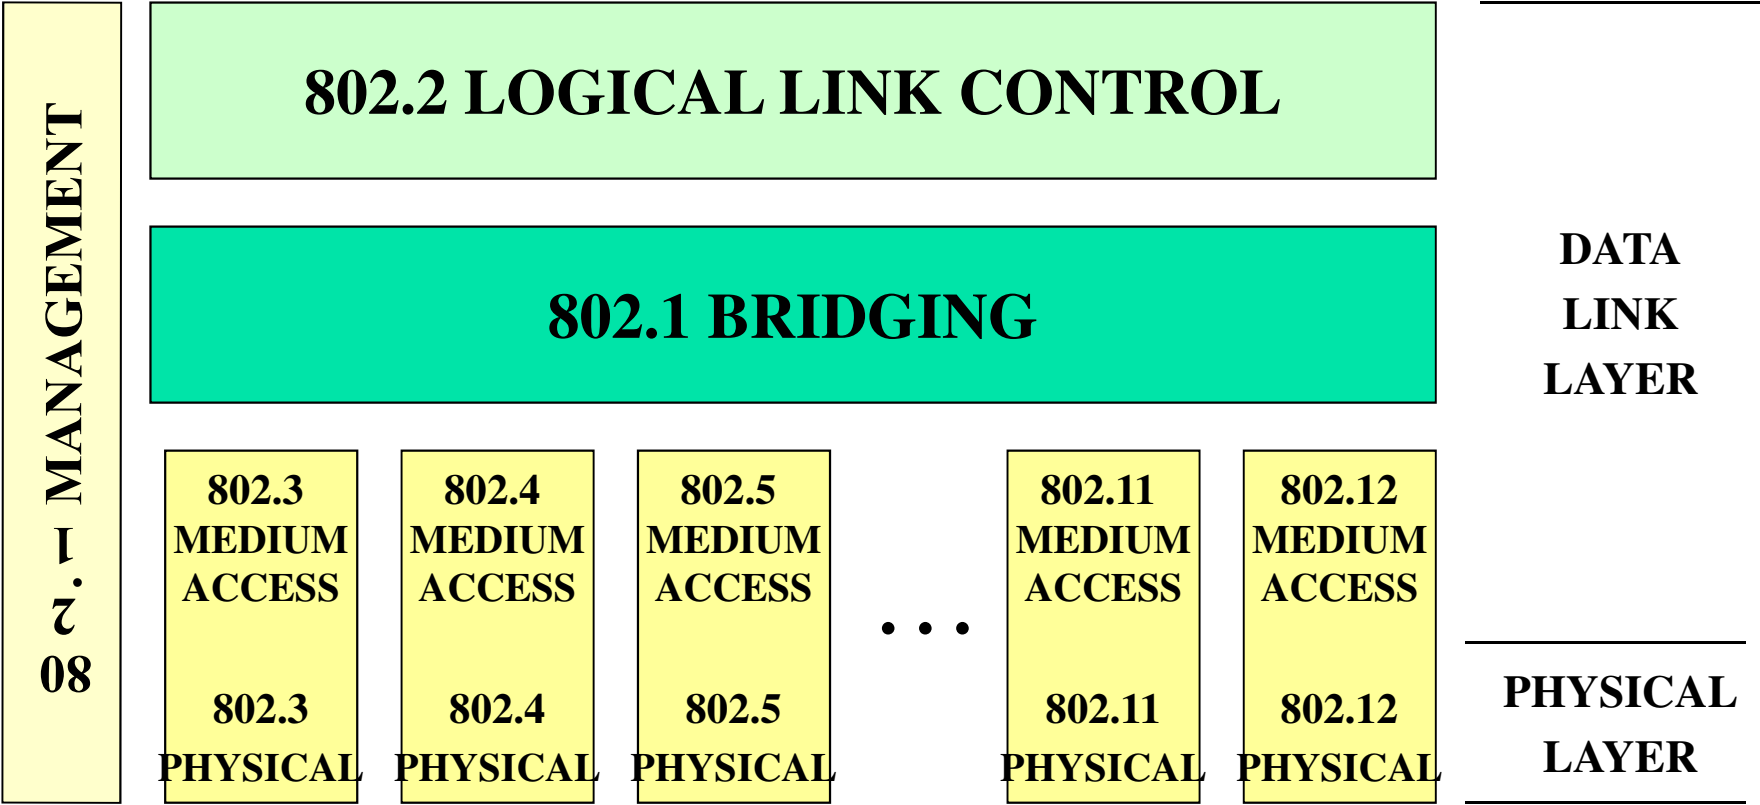 802.1 MANAGEMENT
802.2 LOGICAL LINK CONTROL
802.1 BRIDGING
DATA
LINK
LAYER
802.3
MEDIUM
ACCESS
802.3
PHYSICAL
802.4
MEDIUM
ACCESS
802.4
PHYSICAL
802.5
MEDIUM
ACCESS
802.5
PHYSICAL
. . .
802.11
MEDIUM
ACCESS
802.11
PHYSICAL
802.12
MEDIUM
ACCESS
802.12
PHYSICAL
PHYSICAL
LAYER